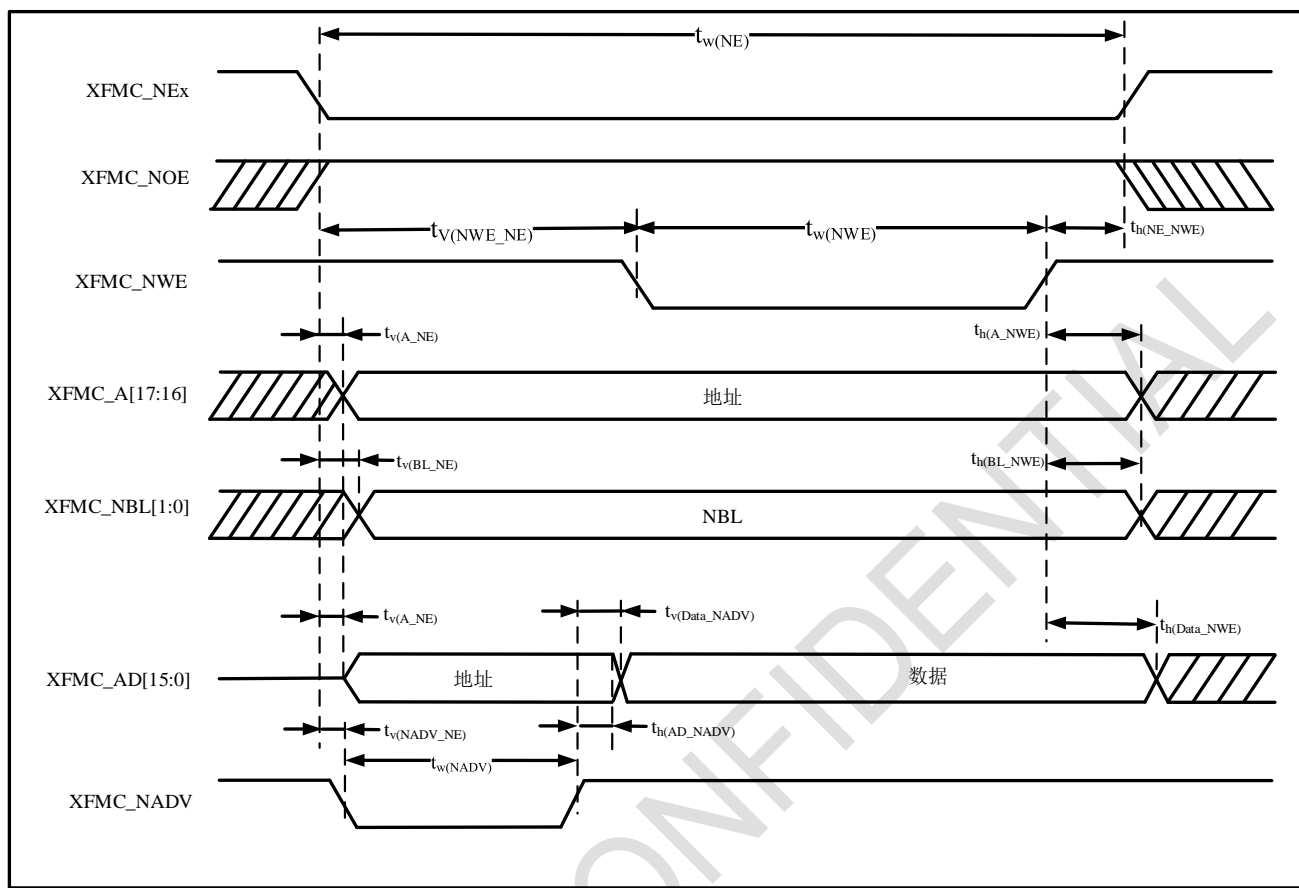 tw(NE)
XFMC_NEx
XFMC_NOE
tV(NWE_NE)
tw(NWE)
th(NE_NWE)
XFMC_NWE
tv(A_NE)
th(A_NWE)
XFMC_A[17:16]
地址
tv(BL_NE)
th(BL_NWE)
XFMC_NBL[1:0]
NBL
tv(A_NE)
tv(Data_NADV)
th(Data_NWE)
XFMC_AD[15:0]
地址
数据
tv(NADV_NE)
th(AD_NADV)
tw(NADV)
XFMC_NADV
ONFIDENTIAL